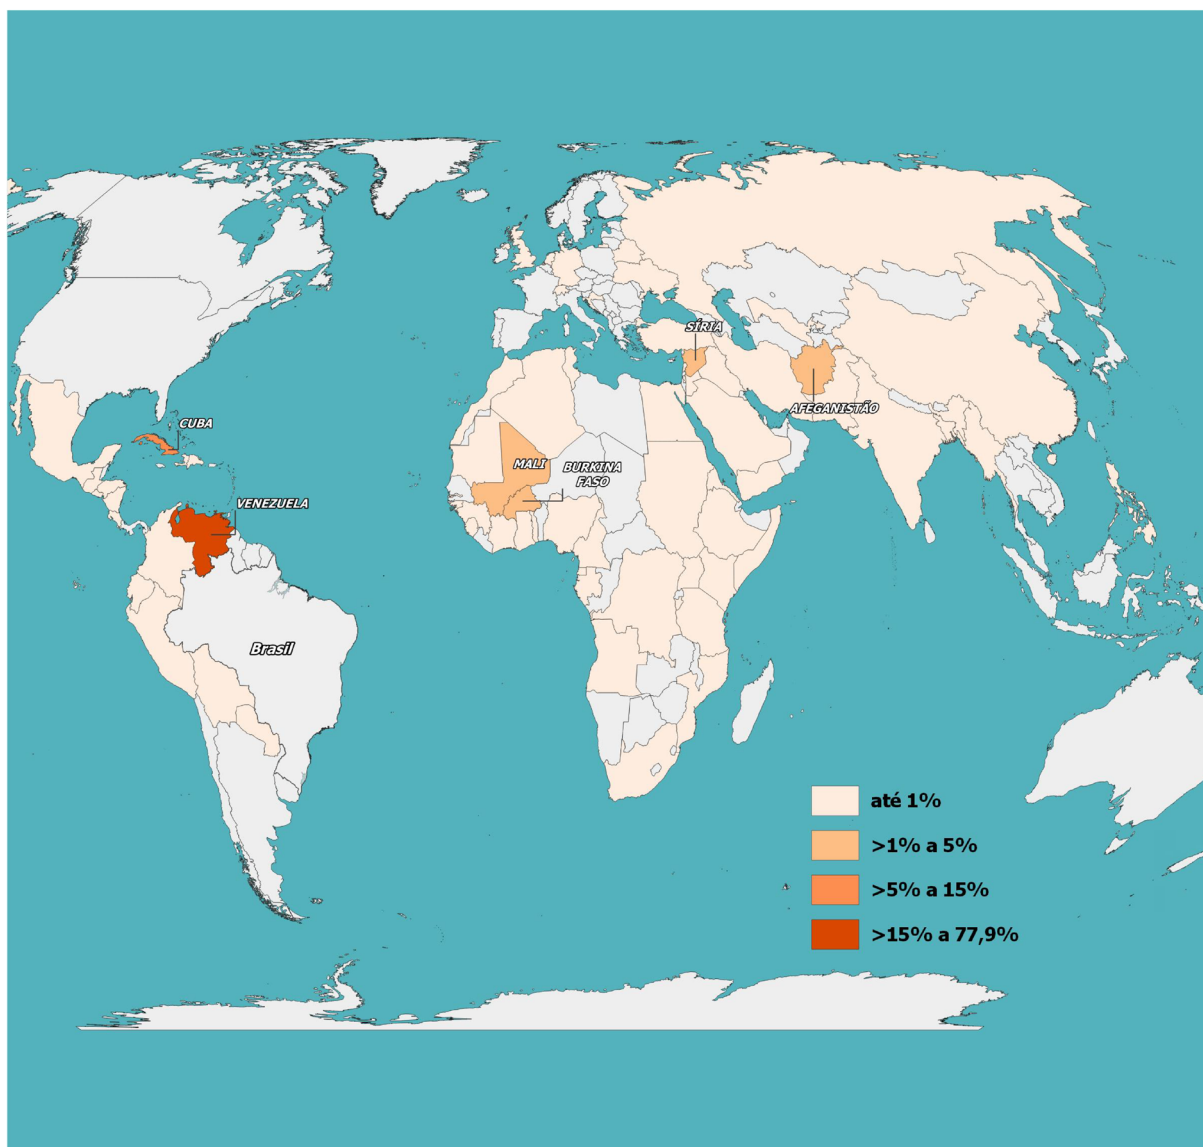 SÍRIA
AFEGANISTÃO
CUBA
MALI
BURKINA
FASO
VENEZUELA
Brasil
até 1%
>1% a 5%
>5% a 15%
>15% a 77,9%